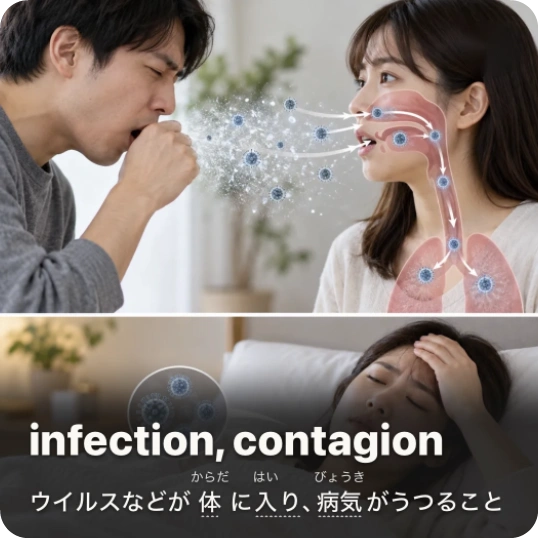 infection, contagion
からだ はい びょうき
ウイルスなどが体に入り、病気がうつること